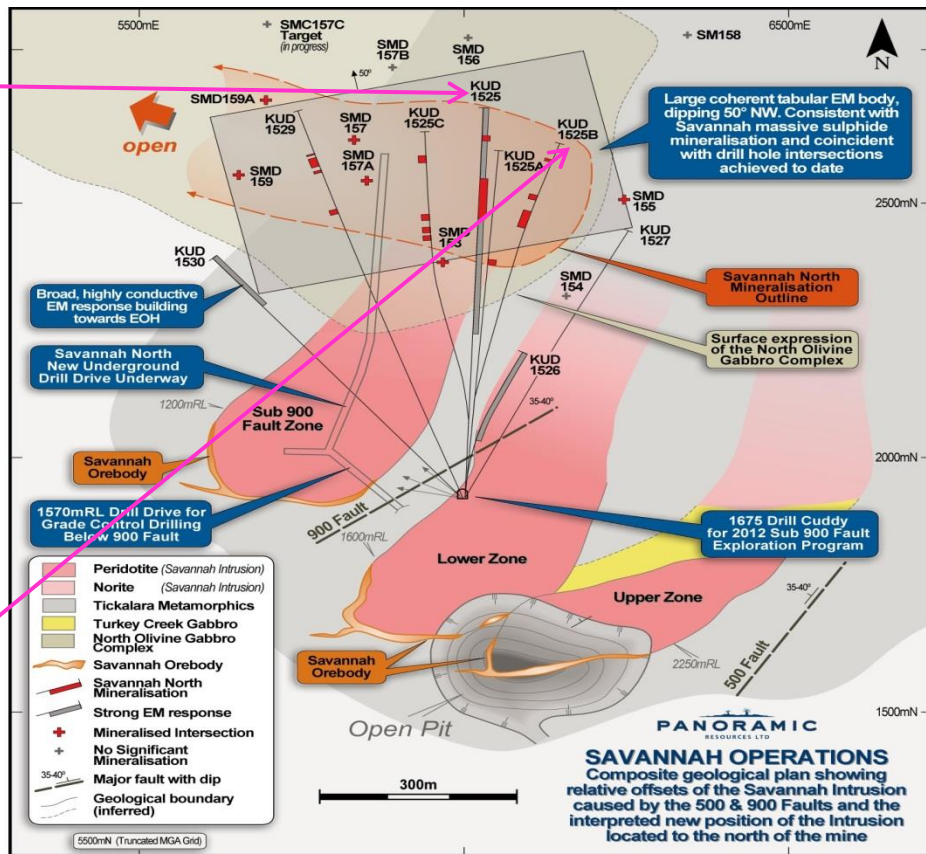 5500mE
6500mE
SMC157C
Target
(in progress)
SMD
157B
SMD
156
SM158
N
50°
SMD159A
KUD
1525
KUD
1529
SMD
157
KUD
1525C
KUD
1525B
open
Large coherent tabular EM body,
dipping 50° NW. Consistent with
Savannah massive sulphide
mineralisation and coincident
with drill hole intersections
achieved to date
SMD
159
SMD
157A
KUD
1525A
SMD
155
2500mN
KUD
1527
SMD
153
KUD
1530
SMD
154
Savannah North
Mineralisation
Outline
Broad, highly conductive
EM response building
towards EOH
Surface expression
of the North Olivine
Gabbro Complex
Savannah North
New Underground
Drill Drive Underway
KUD
1526
35-40°
1200mRL
Sub 900
Fault Zone
Savannah
Orebody
2000mN
1570mRL Drill Drive for
Grade Control Drilling
Below 900 Fault
900 Fault
1600mRL
1675 Drill Cuddy
for 2012 Sub 900 Fault
Exploration Program
Lower Zone
Upper Zone
35-40°
Peridotite (Savannah Intrusion)
Norite (Savannah Intrusion)
Tickalara Metamorphics
Turkey Creek Gabbro
North Olivine Gabbro
Complex
Savannah Orebody
Savannah North
Mineralisation
Strong EM response
Mineralised Intersection
No Significant
Mineralisation
35-40°
Major fault with dip
Geological boundary
(inferred)
5500mN (Truncated MGA Grid)
Savannah
Orebody
2250mRL
500 Fault
Open Pit
1500mN
300m
PANORAMIC
RESOURCES LTD
SAVANNAH OPERATIONS
Composite geological plan showing
relative offsets of the Savannah Intrusion
caused by the 500 & 900 Faults and the
interpreted new position of the Intrusion
located to the north of the mine